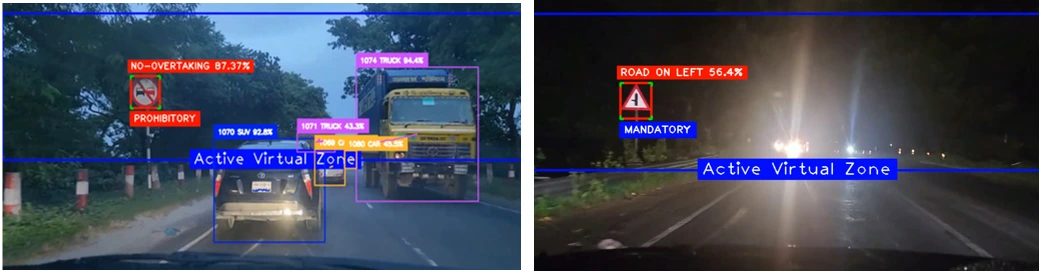 NO-OVERTAKING 87.37%
PROHIBITORY
1074 TRUCK 94.4%
1071 TRUCK 43.3%
1070 SUV 92.8%
1080 CAR 45.5%
Active Virtual Zone
ROAD ON LEFT 56.4%
MANDATORY
Active Virtual Zone